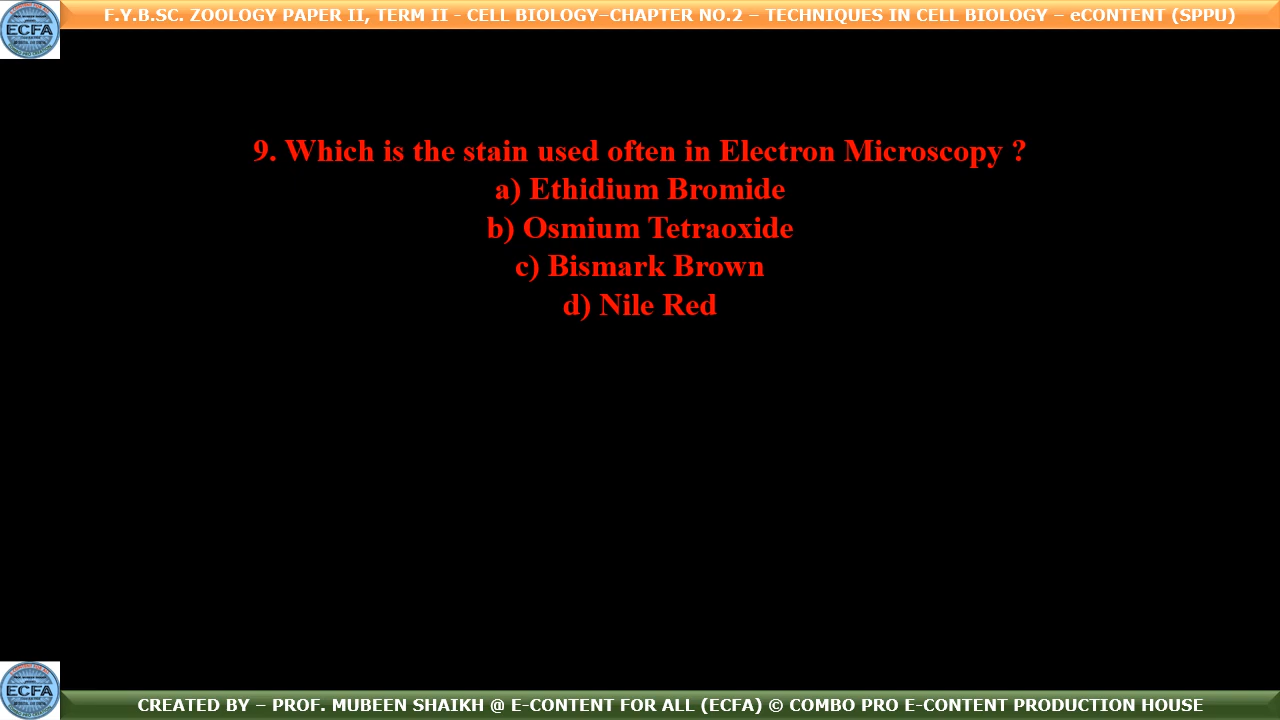 F.Y.B.SC. ZOOLOGY PAPER II, TERM II - CELL BIOLOGY–CHAPTER NO.2 – TECHNIQUES IN CELL BIOLOGY – eCONTENT (SPPU)
ECFA
9. Which is the stain used often in Electron Microscopy ?
a) Ethidium Bromide
b) Osmium Tetraoxide
c) Bismark Brown
d) Nile Red
ECFA
CREATED BY – PROF. MUBEEN SHAIKH @ E-CONTENT FOR ALL (ECFA) © COMBO PRO E-CONTENT PRODUCTION HOUSE